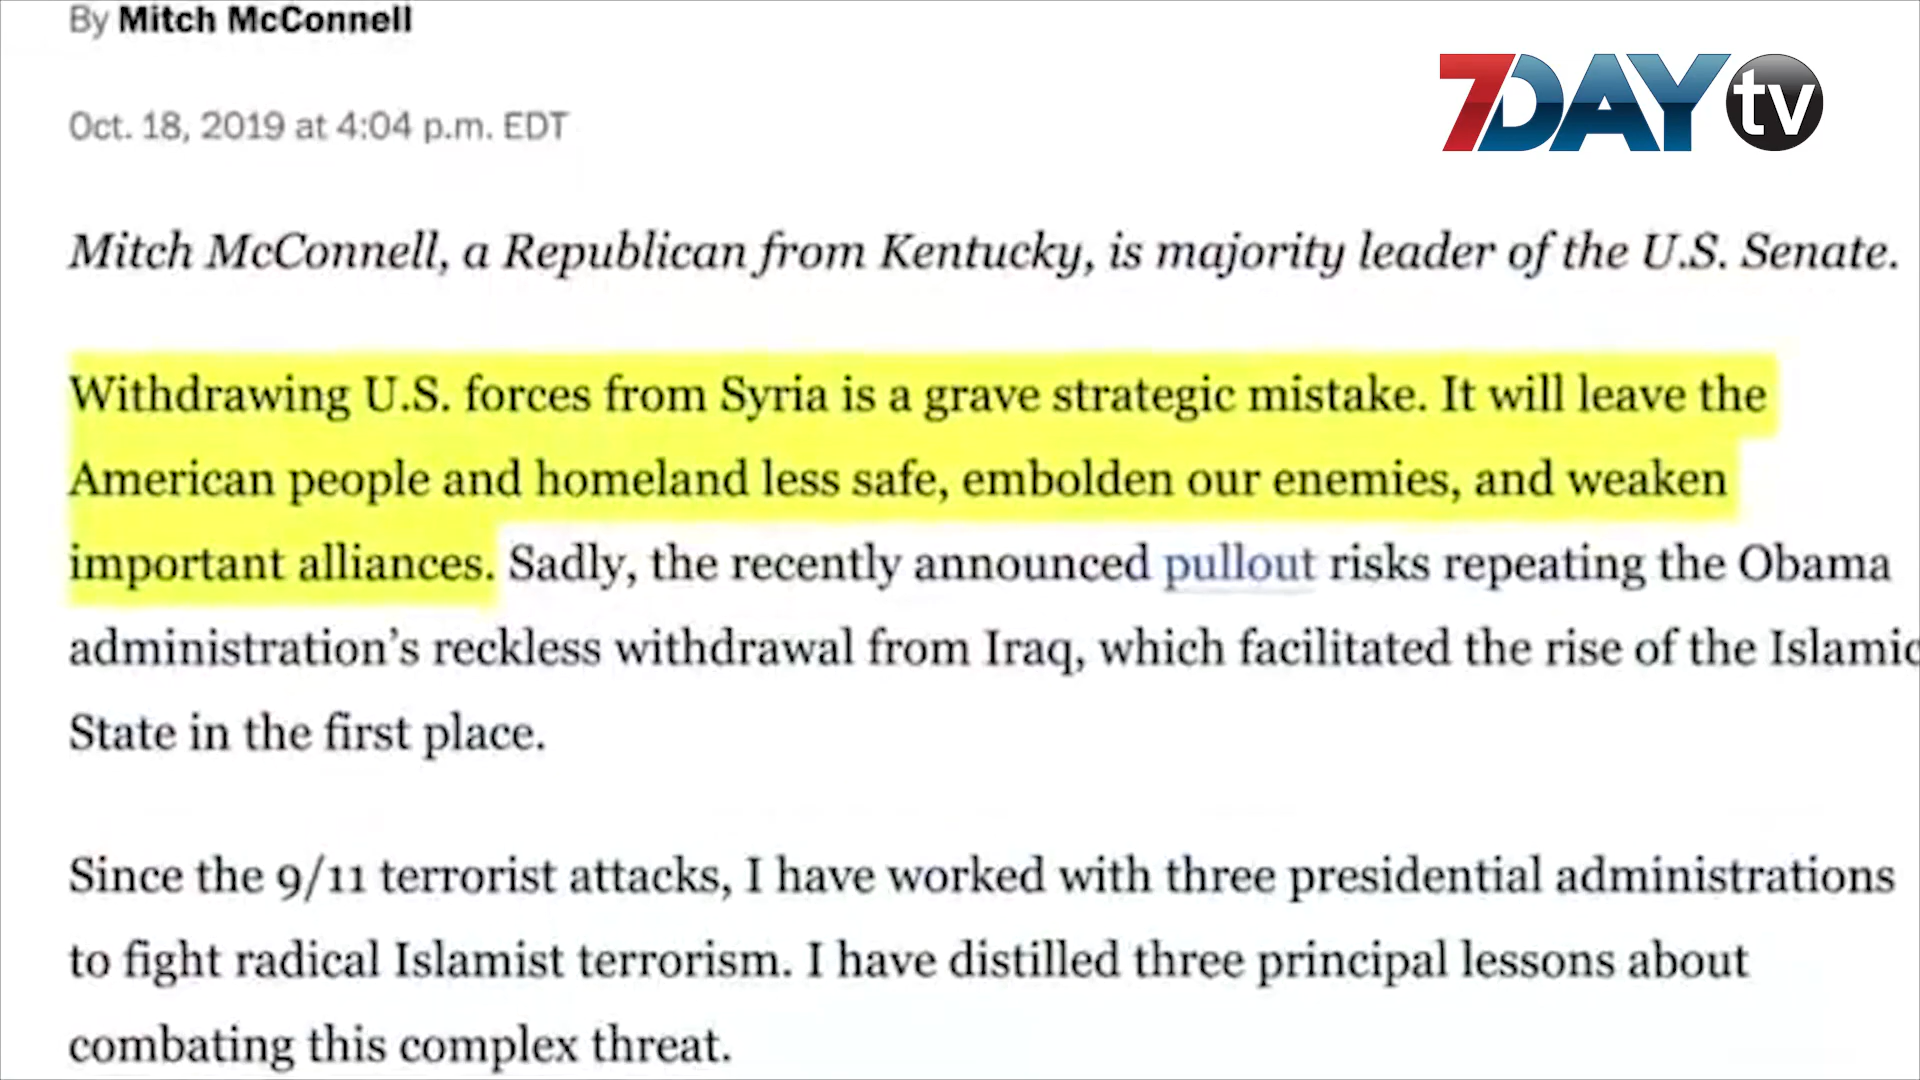 By Mitch McConnell
7DAY tv
Oct. 18, 2019 at 4:04 p.m. EDT
Mitch McConnell, a Republican from Kentucky, is majority leader of the U.S. Senate.
Withdrawing U.S. forces from Syria is a grave strategic mistake. It will leave the
American people and homeland less safe, embolden our enemies, and weaken
important alliances. Sadly, the recently announced pullout risks repeating the Obama
administration’s reckless withdrawal from Iraq, which facilitated the rise of the Islamic
State in the first place.
Since the 9/11 terrorist attacks, I have worked with three presidential administrations
to fight radical Islamist terrorism. I have distilled three principal lessons about
combating this complex threat.